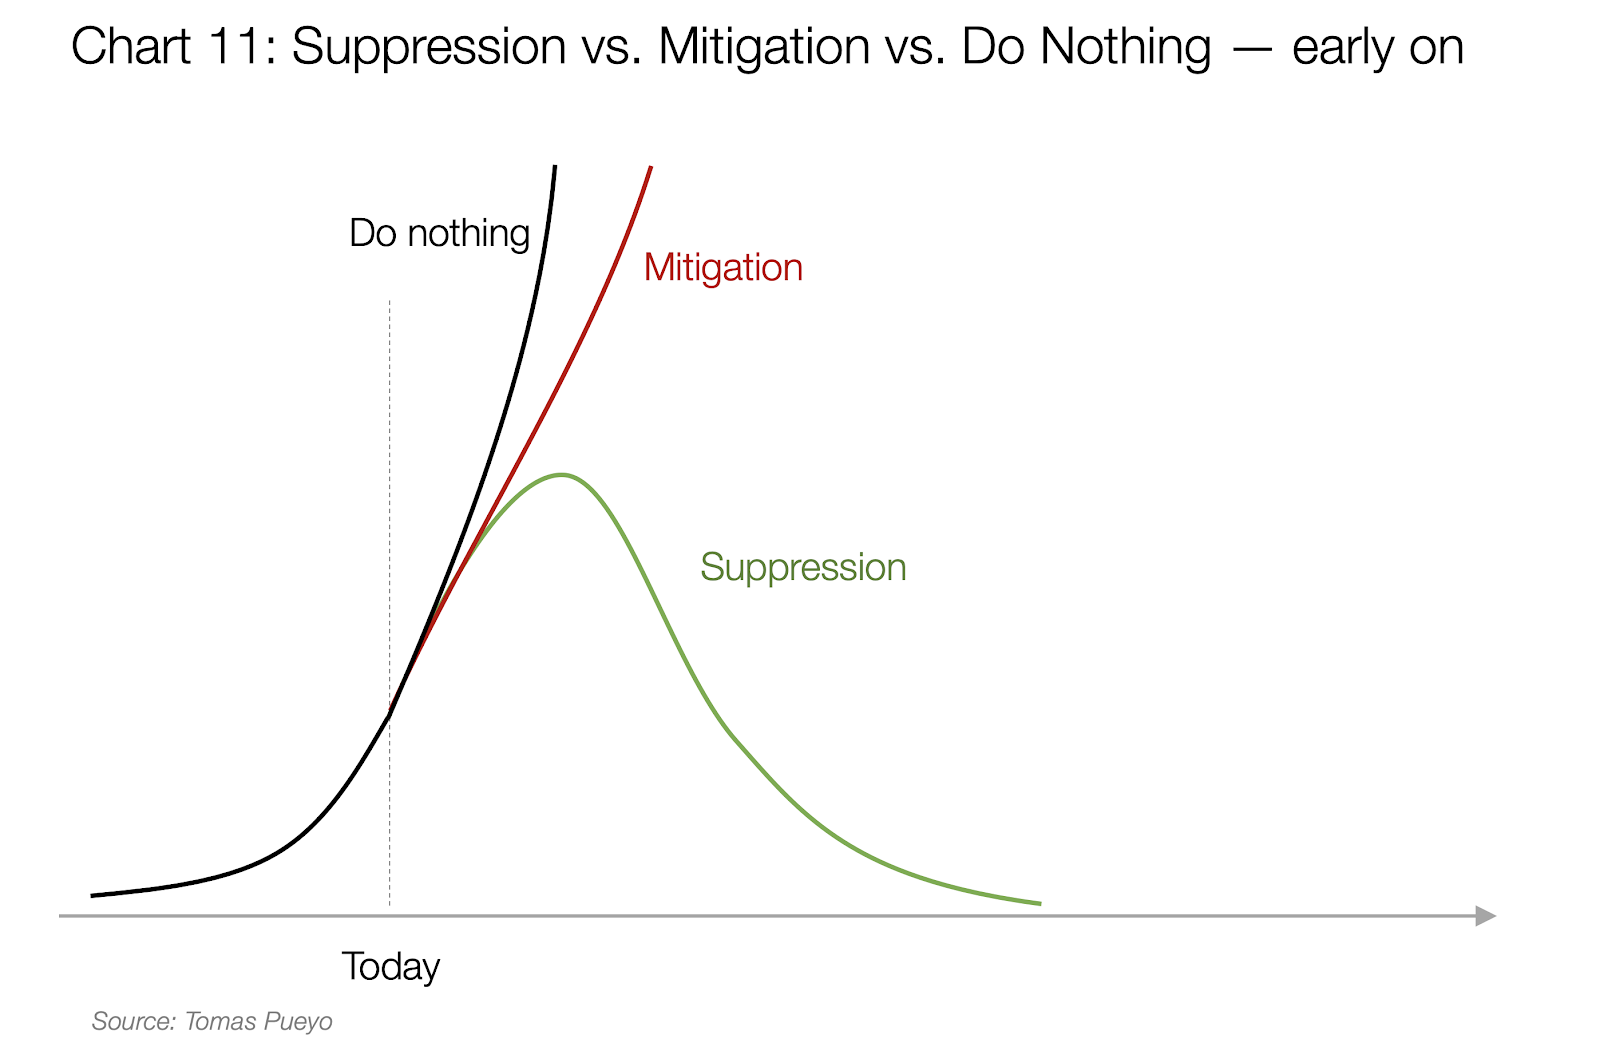 Chart 11: Suppression vs. Mitigation vs. Do Nothing — early on
Do nothing
Mitigation
Suppression
Today
Source: Tomas Pueyo